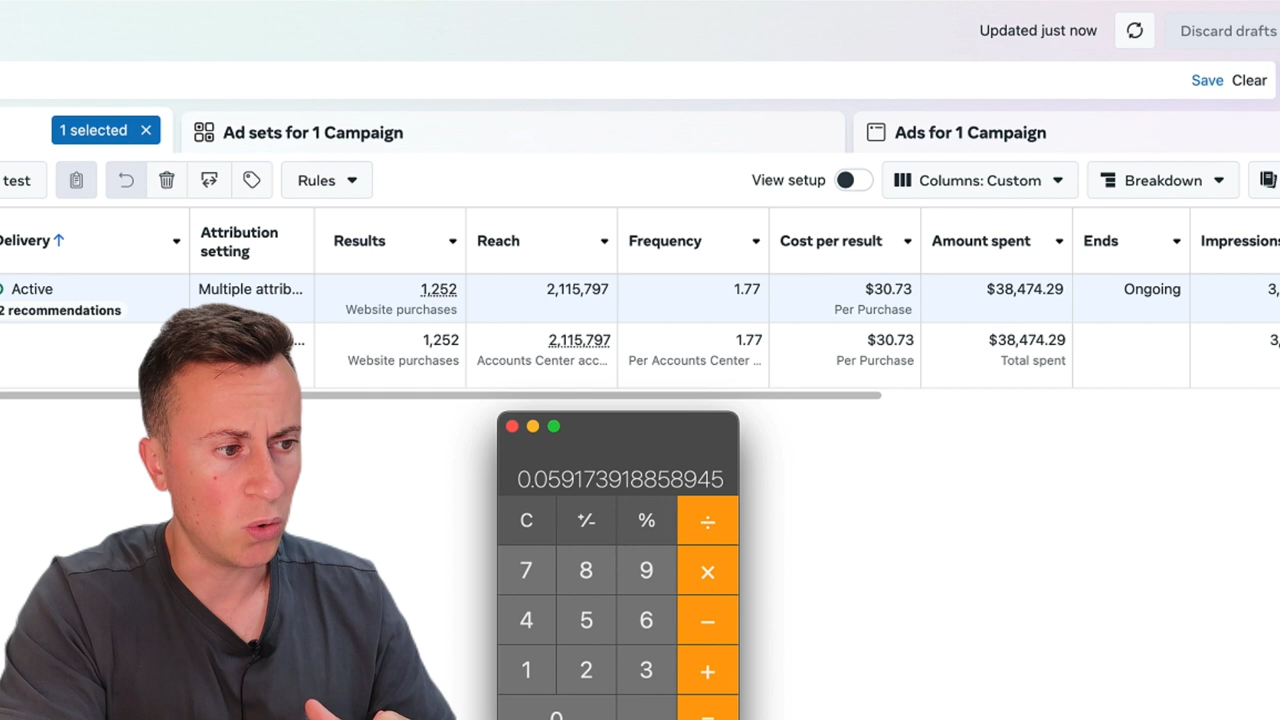 Updated just now
Discard drafts
Save Clear
1 selected ×
Ad sets for 1 Campaign
Ads for 1 Campaign
test
Rules
View setup
Columns: Custom
Breakdown
Delivery ↑
Attribution
setting
Results
Reach
Frequency
Cost per result
Amount spent
Ends
Impressions
Active
2 recommendations
Multiple attrib...
1,252
Website purchases
2,115,797
1.77
$30.73
Per Purchase
$38,474.29
Ongoing
3,
...
1,252
Website purchases
2,115,797
Accounts Center acc...
1.77
Per Accounts Center ...
$30.73
Per Purchase
$38,474.29
Total spent
3,
0.059173918858945
C +⁄- % ÷
7 8 9 ×
4 5 6 −
1 2 3 +
0 =